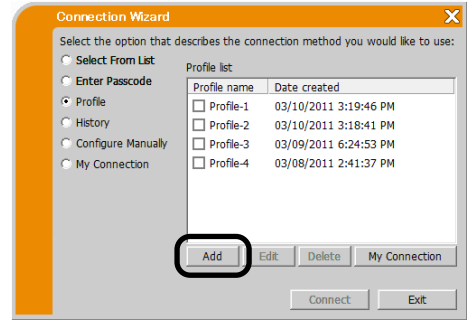 Connection Wizard
Select the option that describes the connection method you would like to use:
Select From List
Enter Passcode
Profile
History
Configure Manually
My Connection
Profile list
Profile name Date created
Profile-1 03/10/2011 3:19:46 PM
Profile-2 03/10/2011 3:18:41 PM
Profile-3 03/09/2011 6:24:53 PM
Profile-4 03/08/2011 2:41:37 PM
Add Edit Delete My Connection
Connect Exit